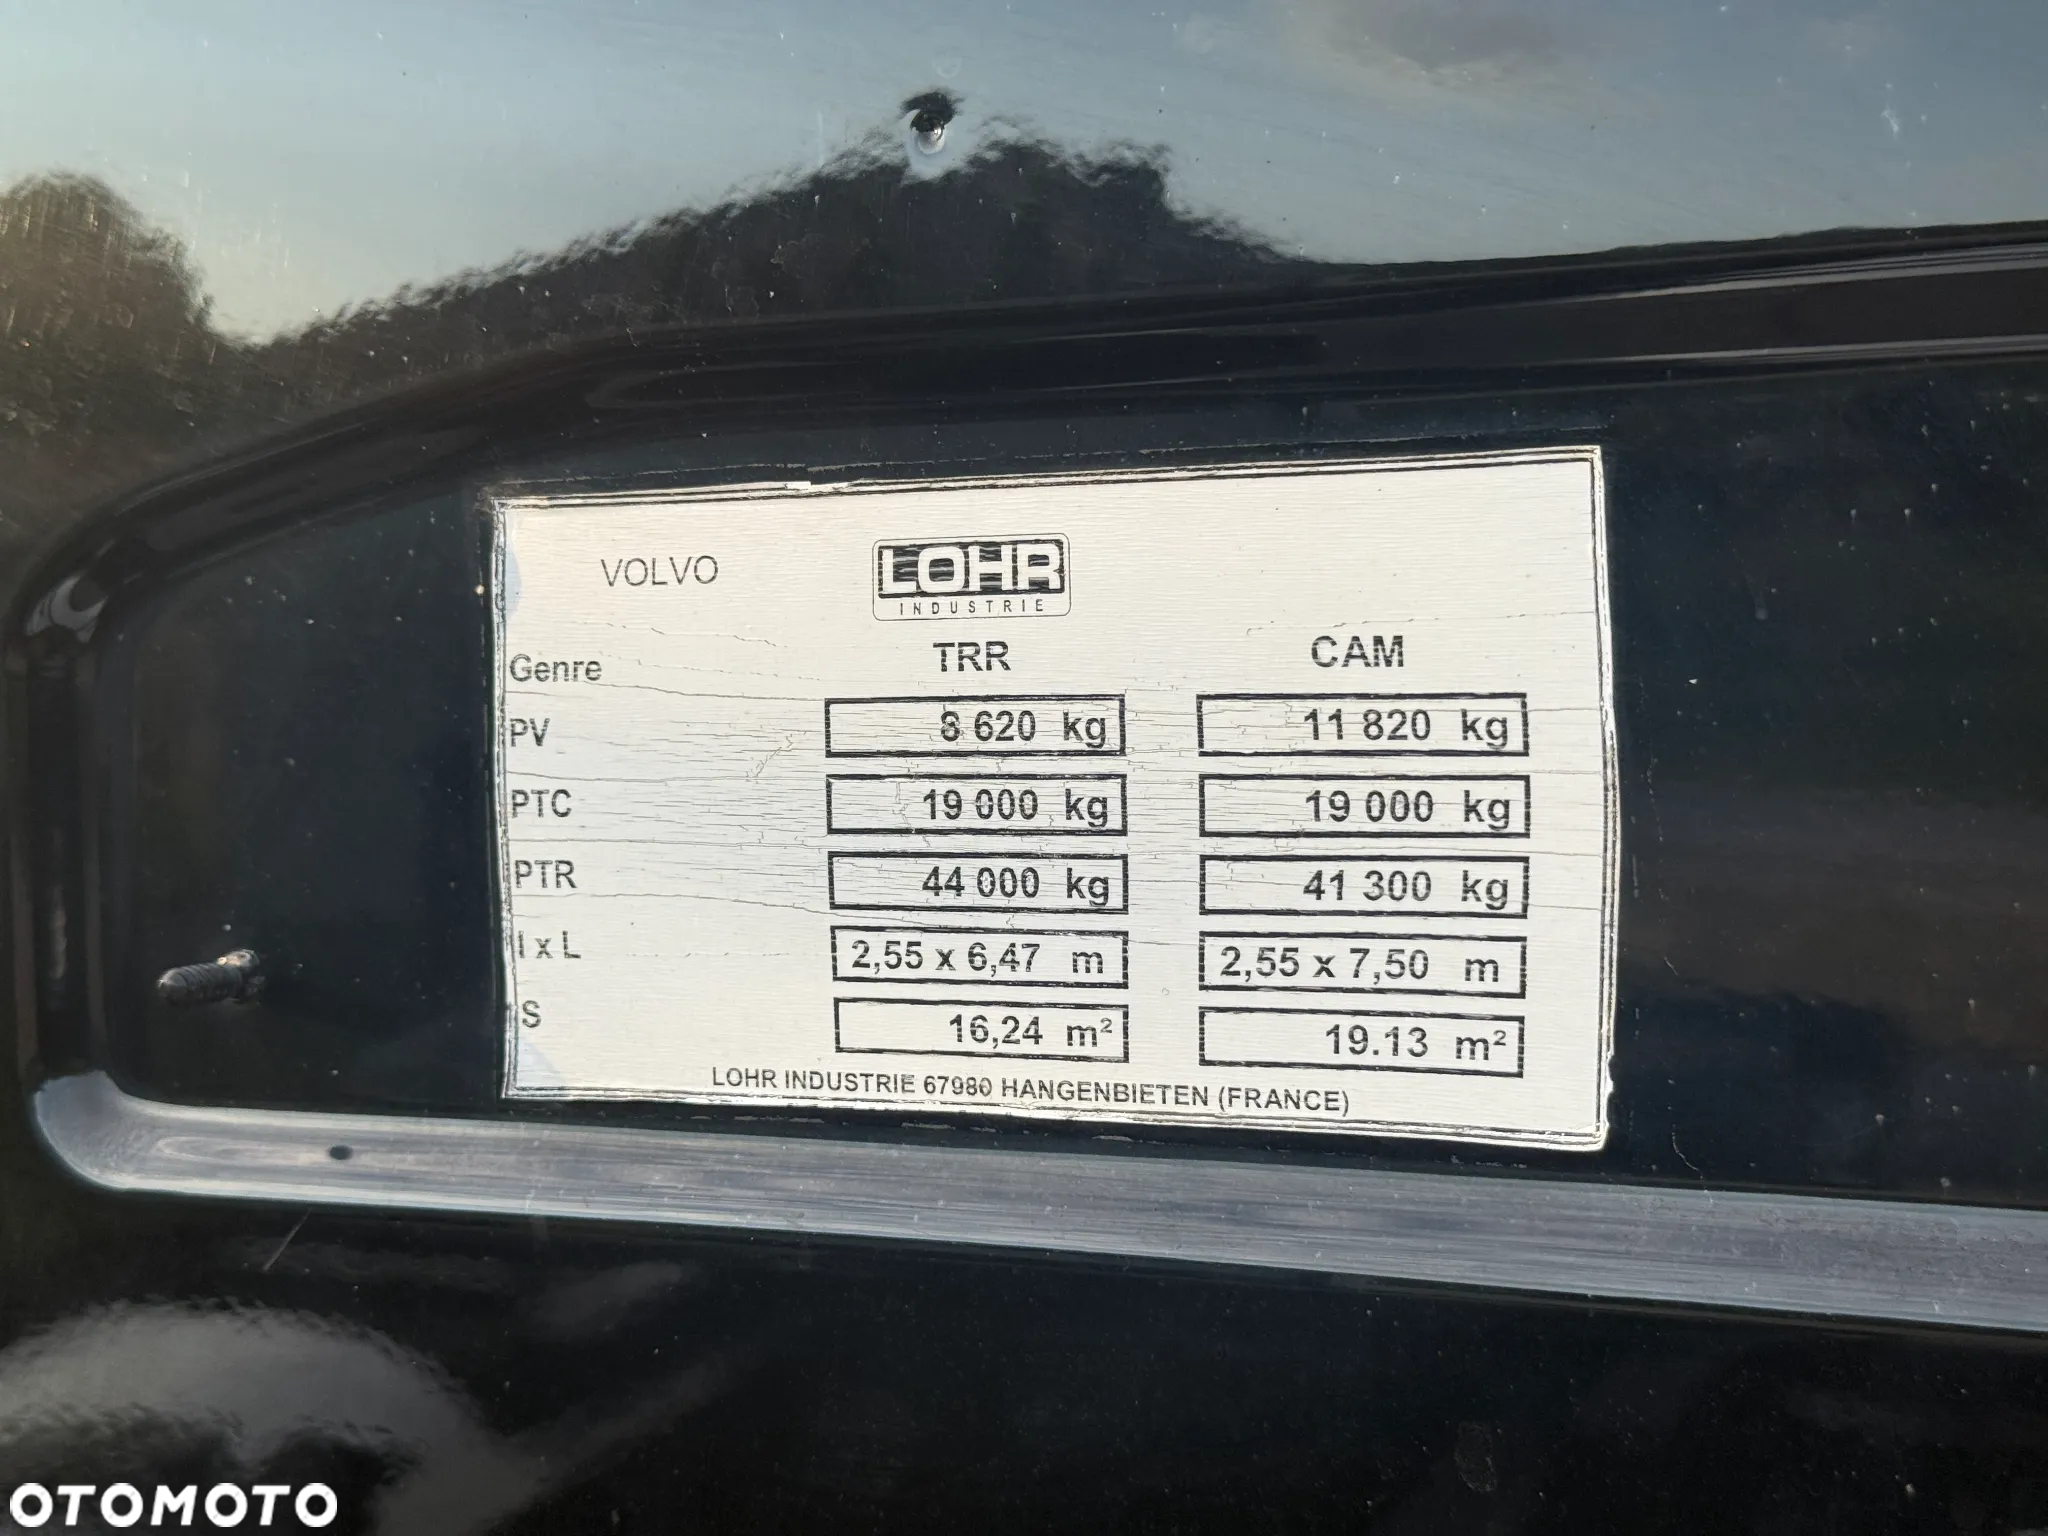 VOLVO LOHR
INDUSTRIE
Genre TRR CAM
PV 8 620 kg 11 820 kg
PTC 19 000 kg 19 000 kg
PTR 44 000 kg 41 300 kg
l x L 2,55 x 6,47 m 2,55 x 7,50 m
S 16,24 m² 19.13 m²
LOHR INDUSTRIE 67980 HANGENBIETEN (FRANCE)
OTOMOTO